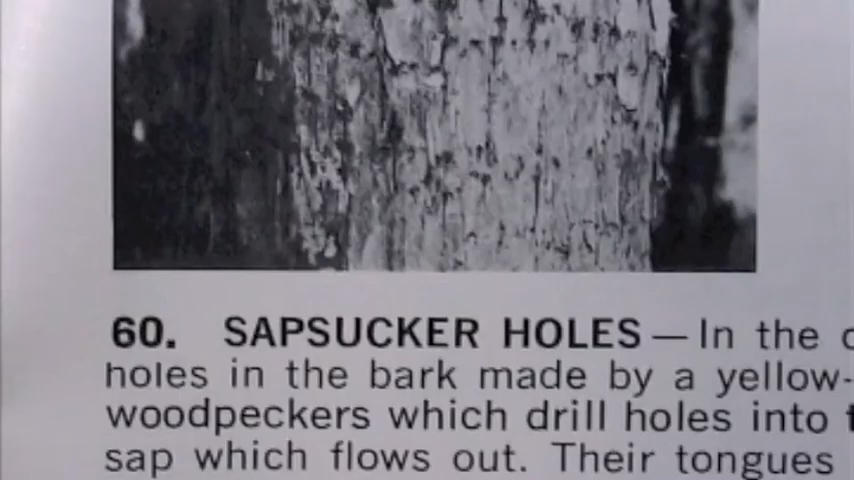 60. SAPSUCKER HOLES — In the
holes in the bark made by a yellow-
woodpeckers which drill holes into
sap which flows out. Their tongues